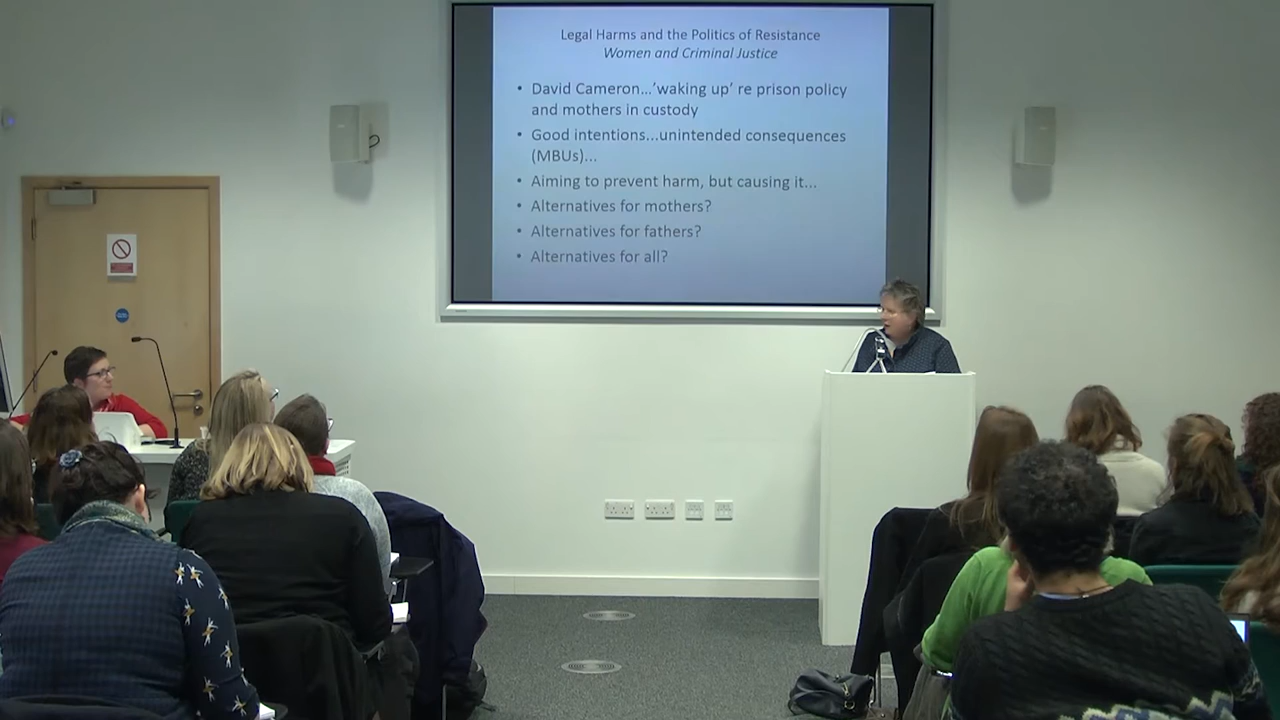 Legal Harms and the Politics of Resistance
Women and Criminal Justice
• David Cameron...'waking up' re prison policy
and mothers in custody
• Good intentions...unintended consequences
(MBUs)...
• Aiming to prevent harm, but causing it...
• Alternatives for mothers?
• Alternatives for fathers?
• Alternatives for all?